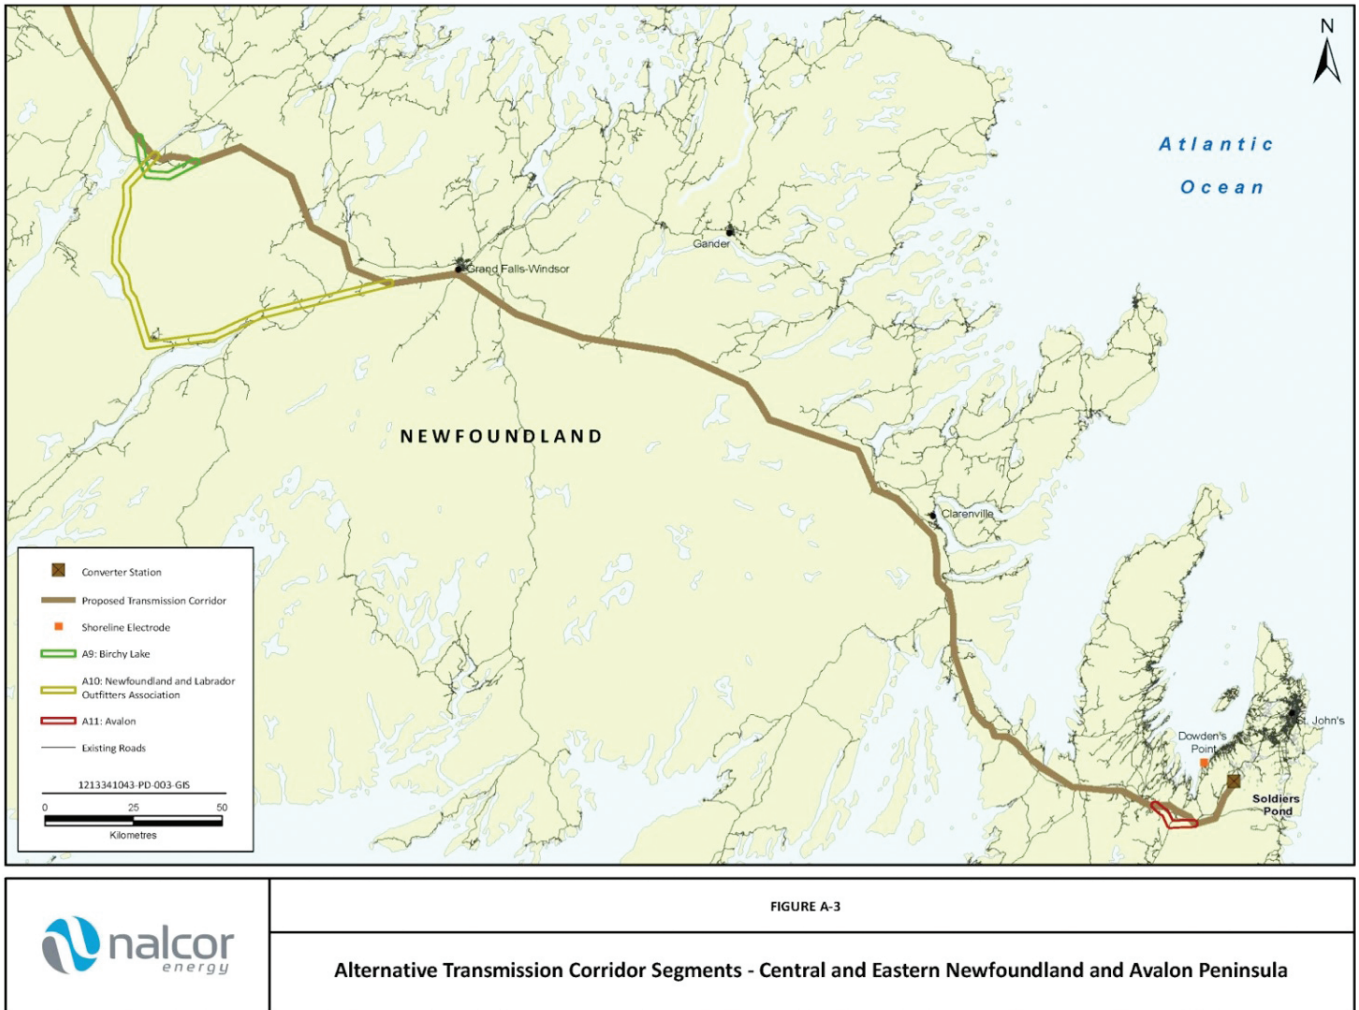 N
Atlantic
Ocean
Gander
Grand Falls-Windsor
NEWFOUNDLAND
Clarenville
St. John's
Dowden's
Point
Soldiers
Pond
Converter Station
Proposed Transmission Corridor
Shoreline Electrode
A9: Birchy Lake
A10: Newfoundland and Labrador
Outfitters Association
A11: Avalon
Existing Roads
1213341043-PD-003-GIS
0 25 50
Kilometres
nalcor
energy
FIGURE A-3
Alternative Transmission Corridor Segments - Central and Eastern Newfoundland and Avalon Peninsula